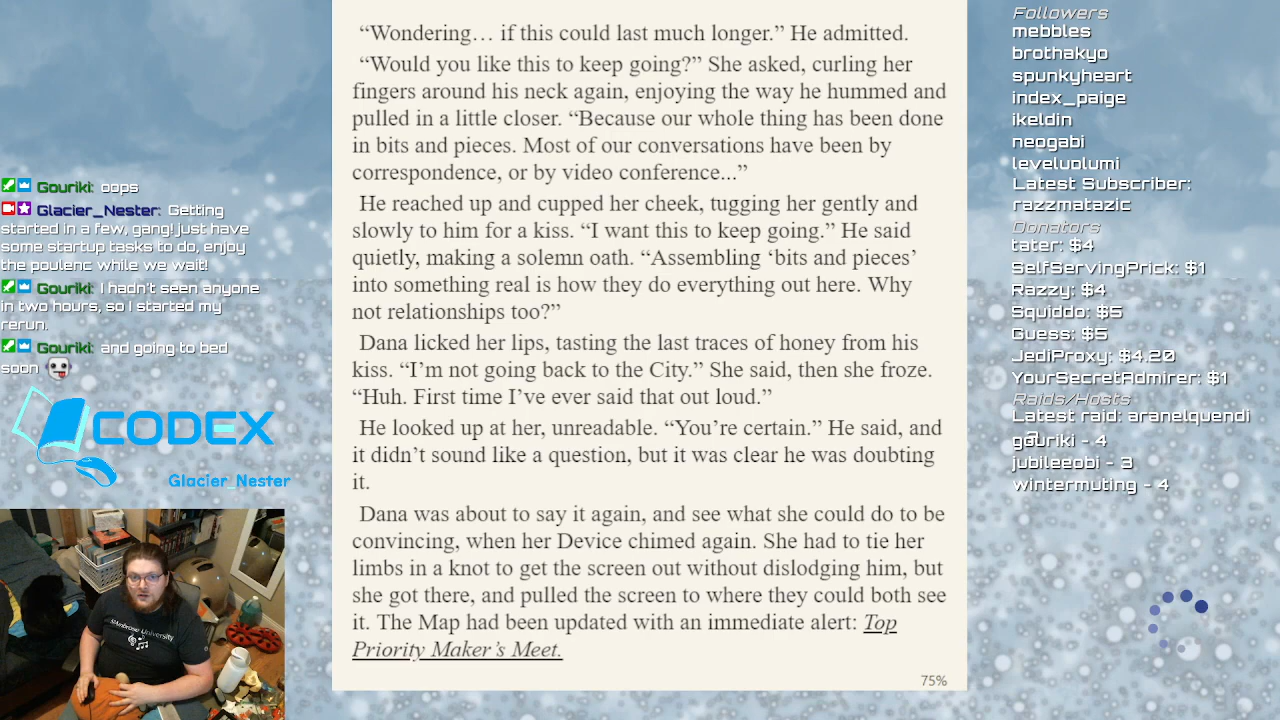 “Wondering… if this could last much longer.” He admitted.
“Would you like this to keep going?” She asked, curling her
fingers around his neck again, enjoying the way he hummed and
pulled in a little closer. “Because our whole thing has been done
in bits and pieces. Most of our conversations have been by
correspondence, or by video conference...”
He reached up and cupped her cheek, tugging her gently and
slowly to him for a kiss. “I want this to keep going.” He said
quietly, making a solemn oath. “Assembling ‘bits and pieces’
into something real is how they do everything out here. Why
not relationships too?”
Dana licked her lips, tasting the last traces of honey from his
kiss. “I’m not going back to the City.” She said, then she froze.
“Huh. First time I’ve ever said that out loud.”
He looked up at her, unreadable. “You’re certain.” He said, and
it didn’t sound like a question, but it was clear he was doubting
it.
Dana was about to say it again, and see what she could do to be
convincing, when her Device chimed again. She had to tie her
limbs in a knot to get the screen out without dislodging him, but
she got there, and pulled the screen to where they could both see
it. The Map had been updated with an immediate alert: Top
Priority Maker’s Meet.
75%
Gouriki: oops
Glacier_Nester: Getting
started in a few, gang! just have
some startup tasks to do, enjoy
the poulenc while we wait!
Gouriki: I hadn't seen anyone
in two hours, so I started my
rerun.
Gouriki: and going to bed
soon
CODEX
Glacier_Nester
University
Followers
mebbles
brothakyo
spunkyheart
index_paige
ikeldin
neogabi
levelupllumi
Latest Subscriber:
razzmatazic
Donators
tater: $4
SelfServingPrick: $1
Razzy: $4
Squiddo: $5
Guess: $5
JediProxy: $4.20
YourSecretAdmirer: $1
Raids/Hosts
Latest raid: aranelquendi
gouriki - 4
jubileepbi - 3
wintermuting - 4